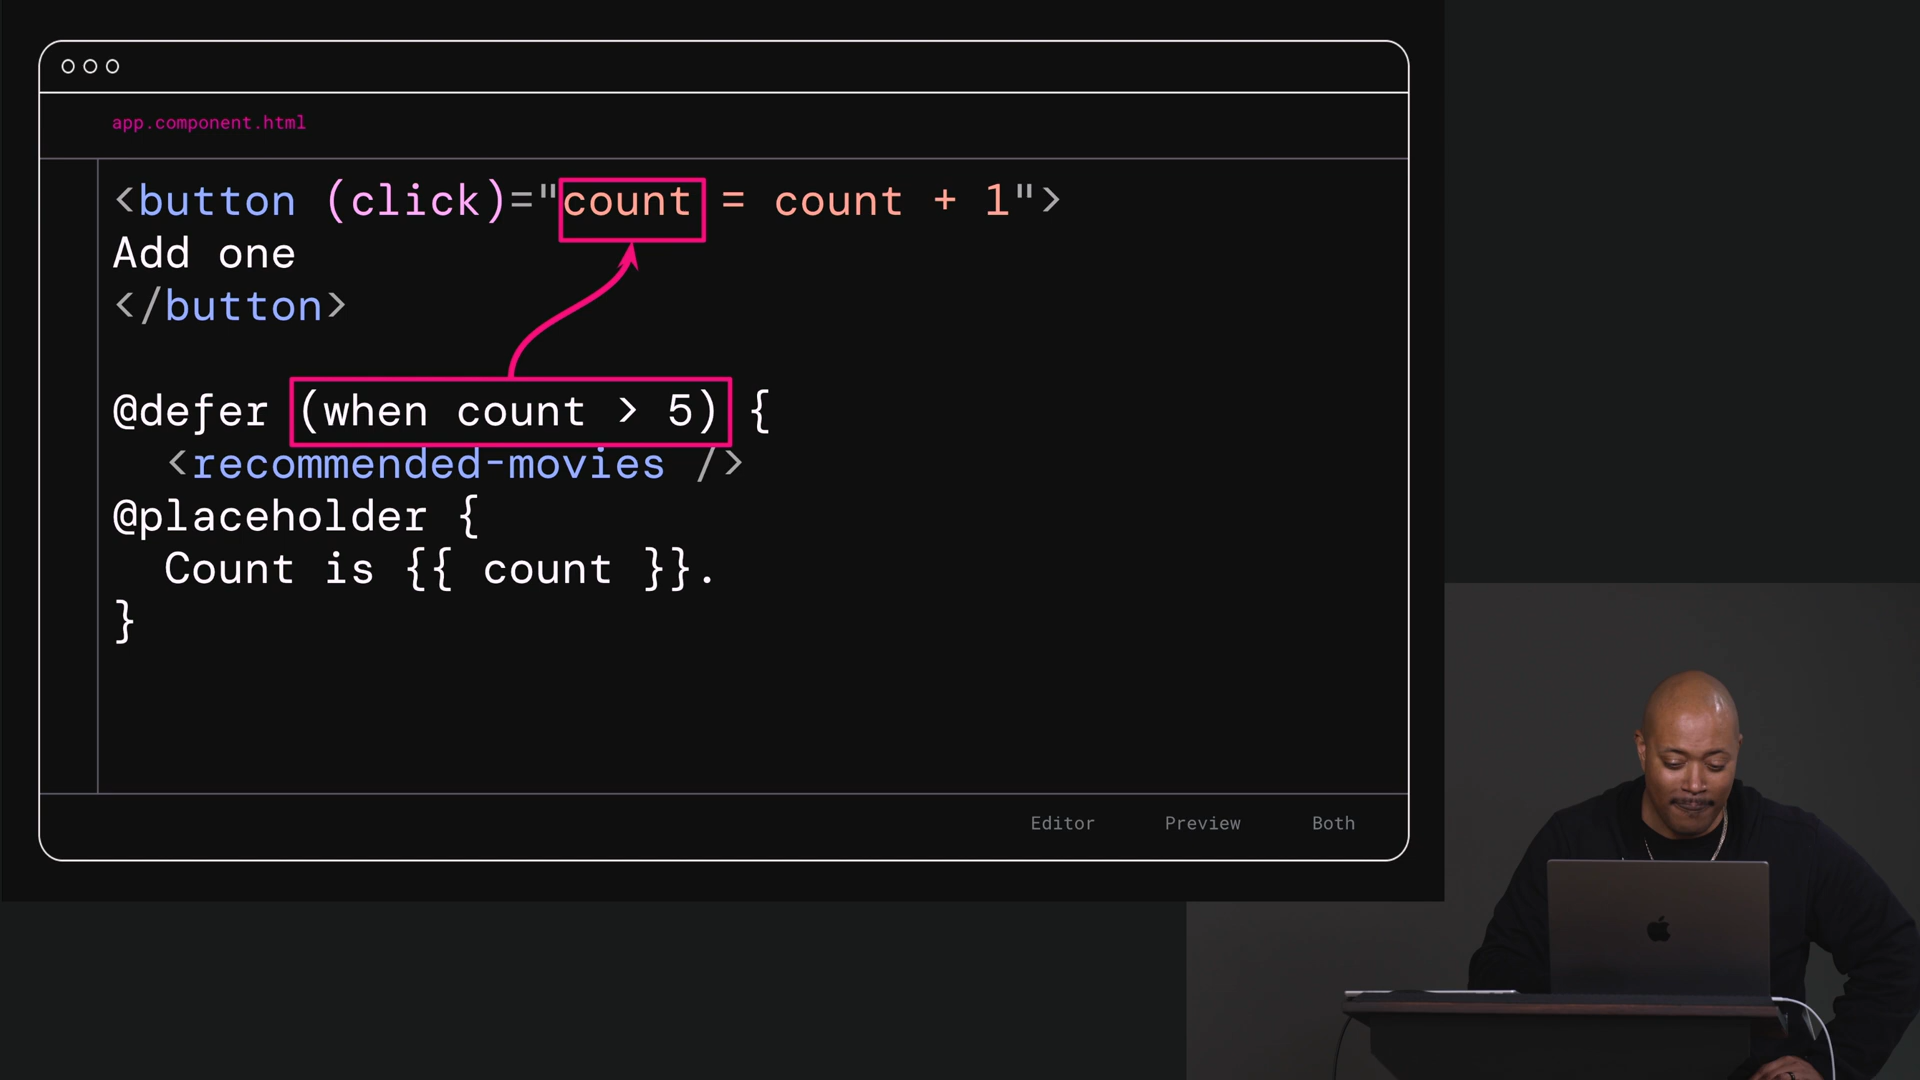 app.component.html
<button (click)="count = count + 1">
Add one
</button>
@defer (when count > 5) {
<recommended-movies />
@placeholder {
Count is {{ count }}.
}
Editor Preview Both